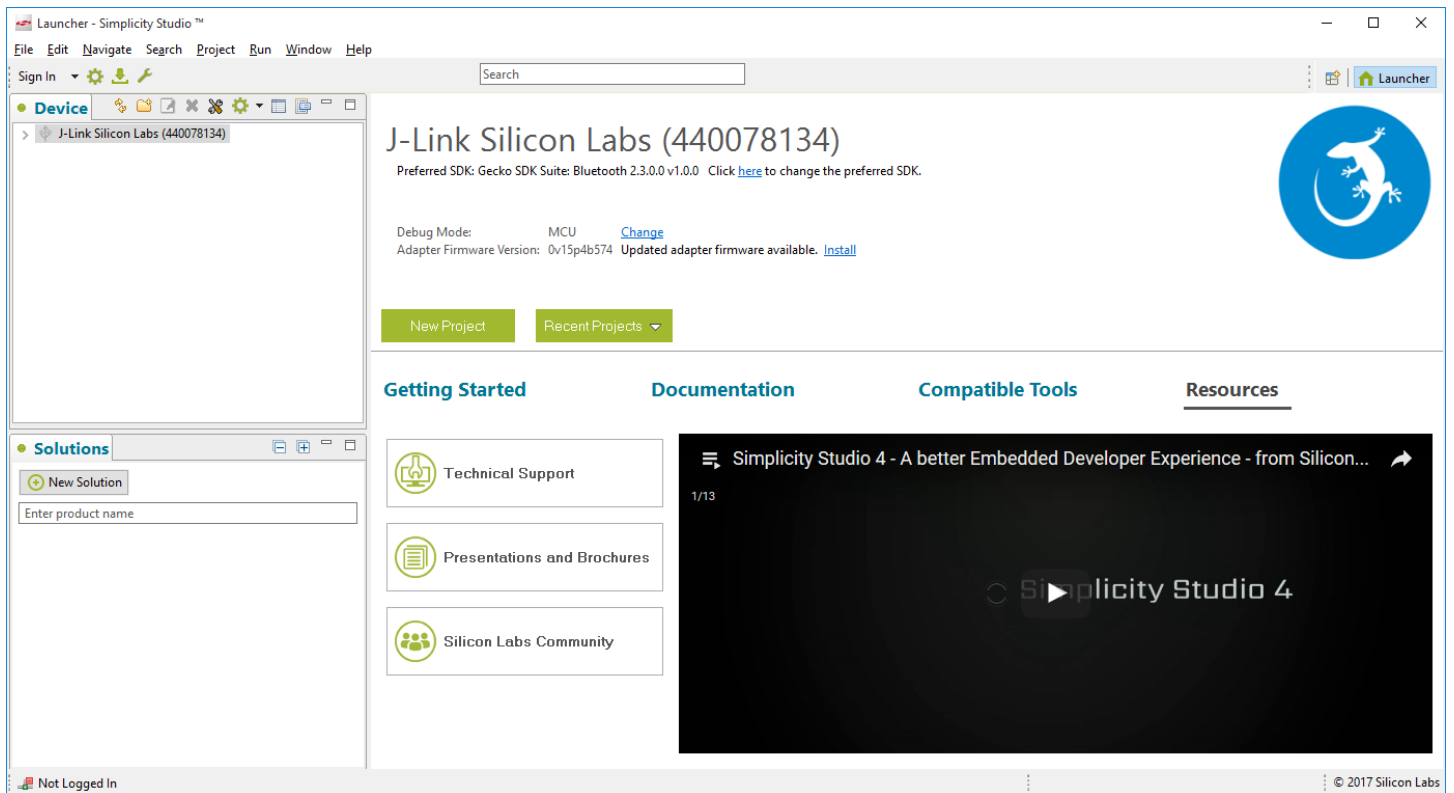 Launcher - Simplicity Studio ™
File Edit Navigate Search Project Run Window Help
Sign In
Search
Launcher
Device
J-Link Silicon Labs (440078134)
J-Link Silicon Labs (440078134)
Preferred SDK: Gecko SDK Suite: Bluetooth 2.3.0.0 v1.0.0 Click here to change the preferred SDK.
Debug Mode: MCU Change
Adapter Firmware Version: 0v15p4b574 Updated adapter firmware available. Install
New Project
Recent Projects
Getting Started
Documentation
Compatible Tools
Resources
Solutions
New Solution
Enter product name
Technical Support
Presentations and Brochures
Silicon Labs Community
Simplicity Studio 4 - A better Embedded Developer Experience - from Silicon...
1/13
Simplicity Studio 4
Not Logged In
© 2017 Silicon Labs